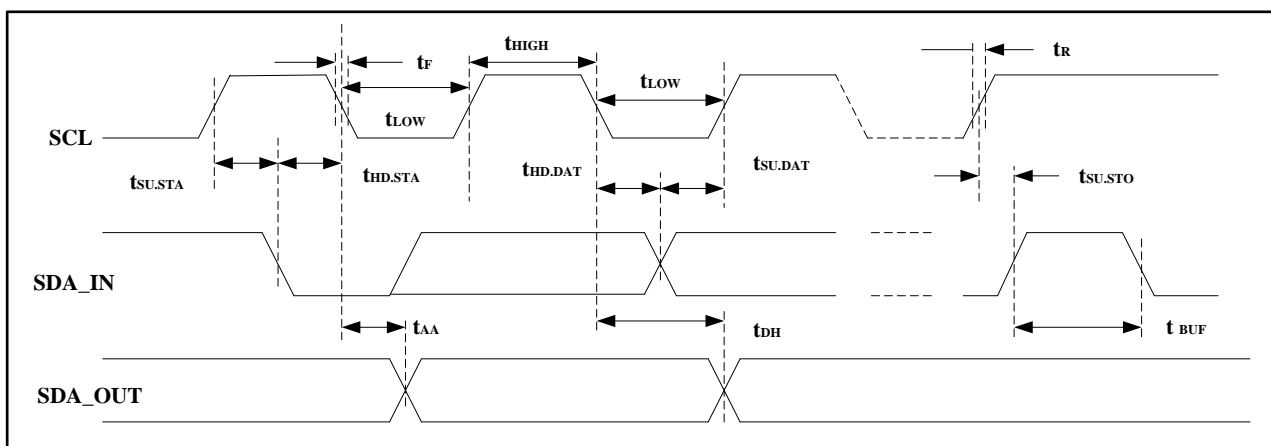 tHIGH
tF
tR
tLOW
tLOW
SCL
tSU.STA
tHD.STA
tHD.DAT
tSU.DAT
tSU.STO
SDA_IN
tAA
tDH
t BUF
SDA_OUT